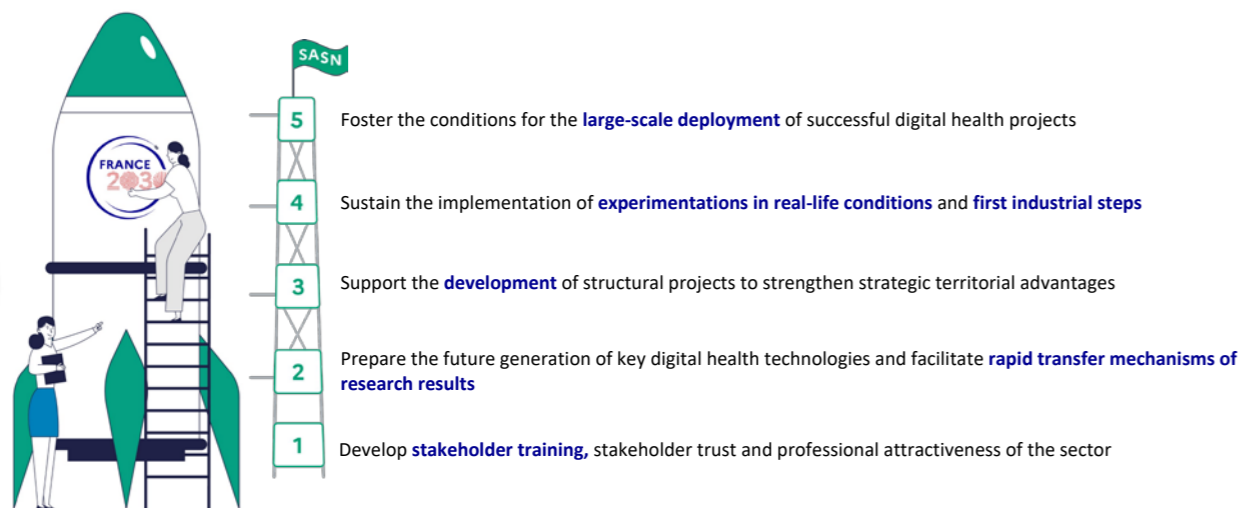 SASN
5
Foster the conditions for the large-scale deployment of successful digital health projects
FRANCE
2030
4
Sustain the implementation of experimentations in real-life conditions and first industrial steps
3
Support the development of structural projects to strengthen strategic territorial advantages
2
Prepare the future generation of key digital health technologies and facilitate rapid transfer mechanisms of
research results
1
Develop stakeholder training, stakeholder trust and professional attractiveness of the sector